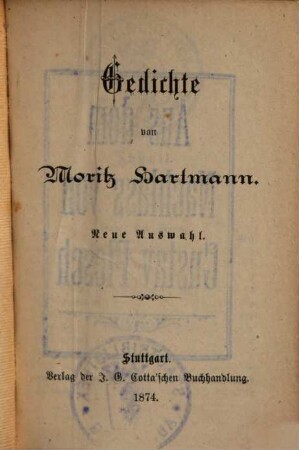 Gedichte
von
Moritz Hartmann.
Neue Auswahl.
Stuttgart.
Verlag der J. G. Cotta'schen Buchhandlung.
1874.